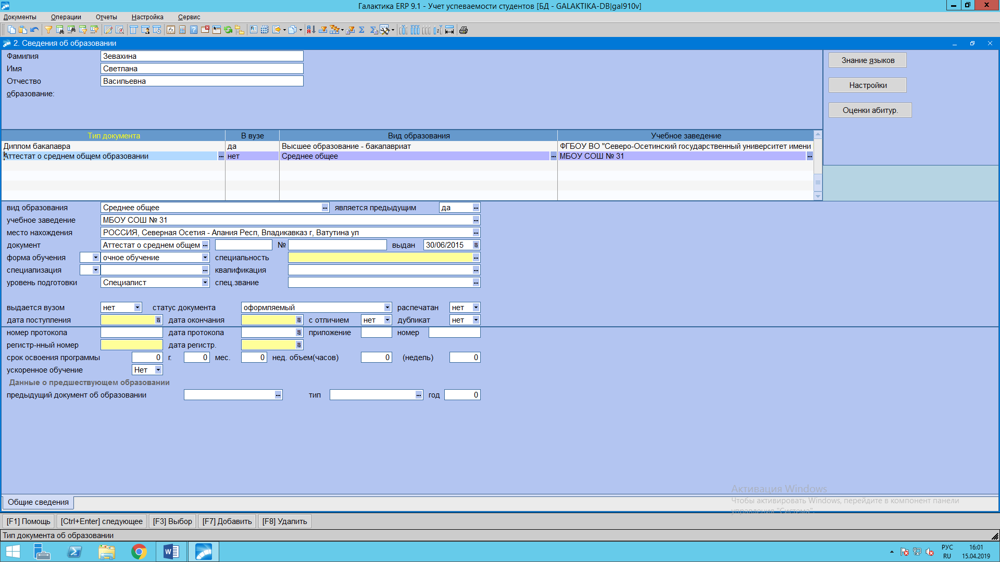 Галактика ERP 9.1 - Учет успеваемости студентов [БД - GALAKTIKA-DB|gal910v]
Документы Операции Отчеты Настройка Сервис
2. Сведения об образовании
Фамилия Зевахина
Имя Светлана
Отчество Васильевна
образование:
Знание языков
Настройки
Оценки абитур.
Тип документа В вузе Вид образования Учебное заведение
Диплом бакалавра да Высшее образование - бакалавриат ФГБОУ ВО "Северо-Осетинский государственный университет имени
Аттестат о среднем общем образовании нет Среднее общее МБОУ СОШ № 31
вид образования Среднее общее является предыдущим да
учебное заведение МБОУ СОШ № 31
место нахождения РОССИЯ, Северная Осетия - Алания Респ, Владикавказ г, Ватутина ул
документ Аттестат о среднем общем № выдан 30/06/2015
форма обучения очное обучение специальность
специализация квалификация
уровень подготовки Специалист спец.звание
выдается вузом нет статус документа оформляемый распечатан нет
дата поступления дата окончания с отличием нет дубликат нет
номер протокола дата протокола приложение номер
регистр-нный номер дата регистр.
срок освоения программы 0 г. 0 мес. 0 нед. объем(часов) 0 (недель) 0
ускоренное обучение Нет
Данные о предшествующем образовании
предыдущий документ об образовании тип год 0
Активация Windows
Чтобы активировать Windows, перейдите в компонент панели
управления "Система".
Общие сведения
[F1] Помощь [Ctrl+Enter] следующее [F3] Выбор [F7] Добавить [F8] Удалить
Тип документа об образовании
РУС 16:01
RU 15.04.2019